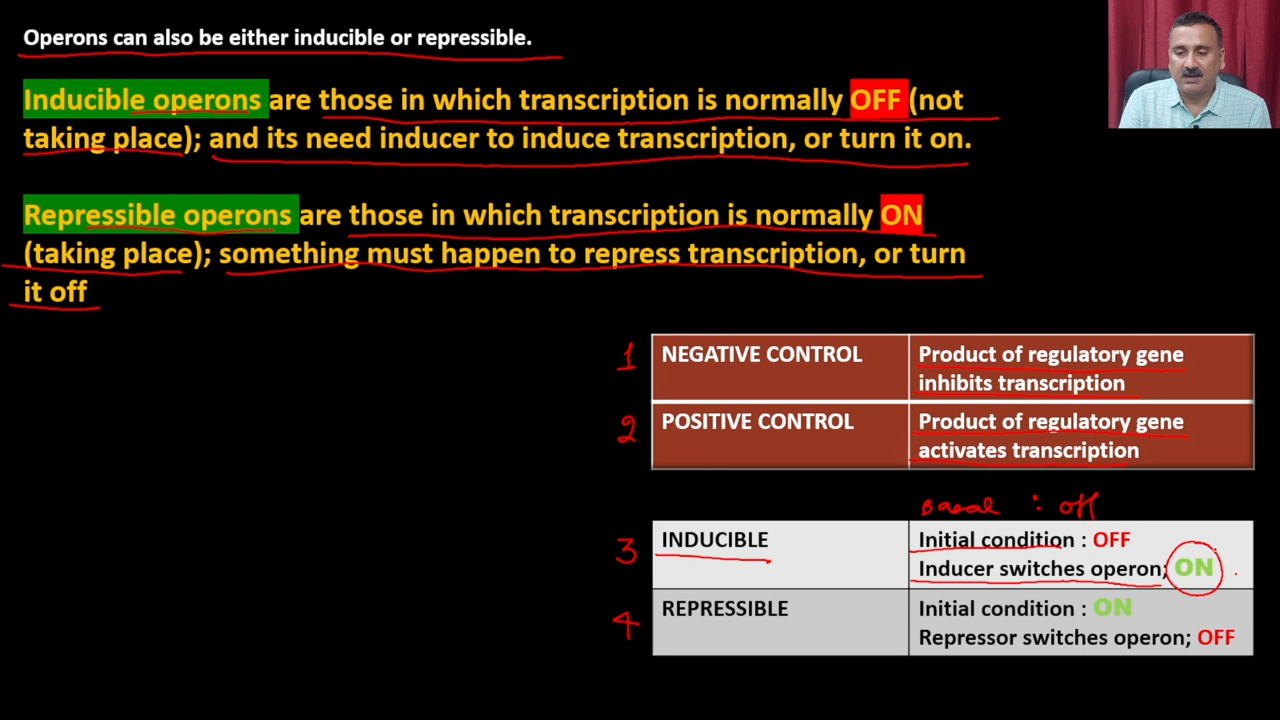 Operons can also be either inducible or repressible.
Inducible operons are those in which transcription is normally OFF (not
taking place); and its need inducer to induce transcription, or turn it on.
Repressible operons are those in which transcription is normally ON
(taking place); something must happen to repress transcription, or turn
it off
1 NEGATIVE CONTROL Product of regulatory gene
inhibits transcription
2 POSITIVE CONTROL Product of regulatory gene
activates transcription
Basal : off
3 INDUCIBLE Initial condition : OFF
Inducer switches operon; ON
4 REPRESSIBLE Initial condition : ON
Repressor switches operon; OFF